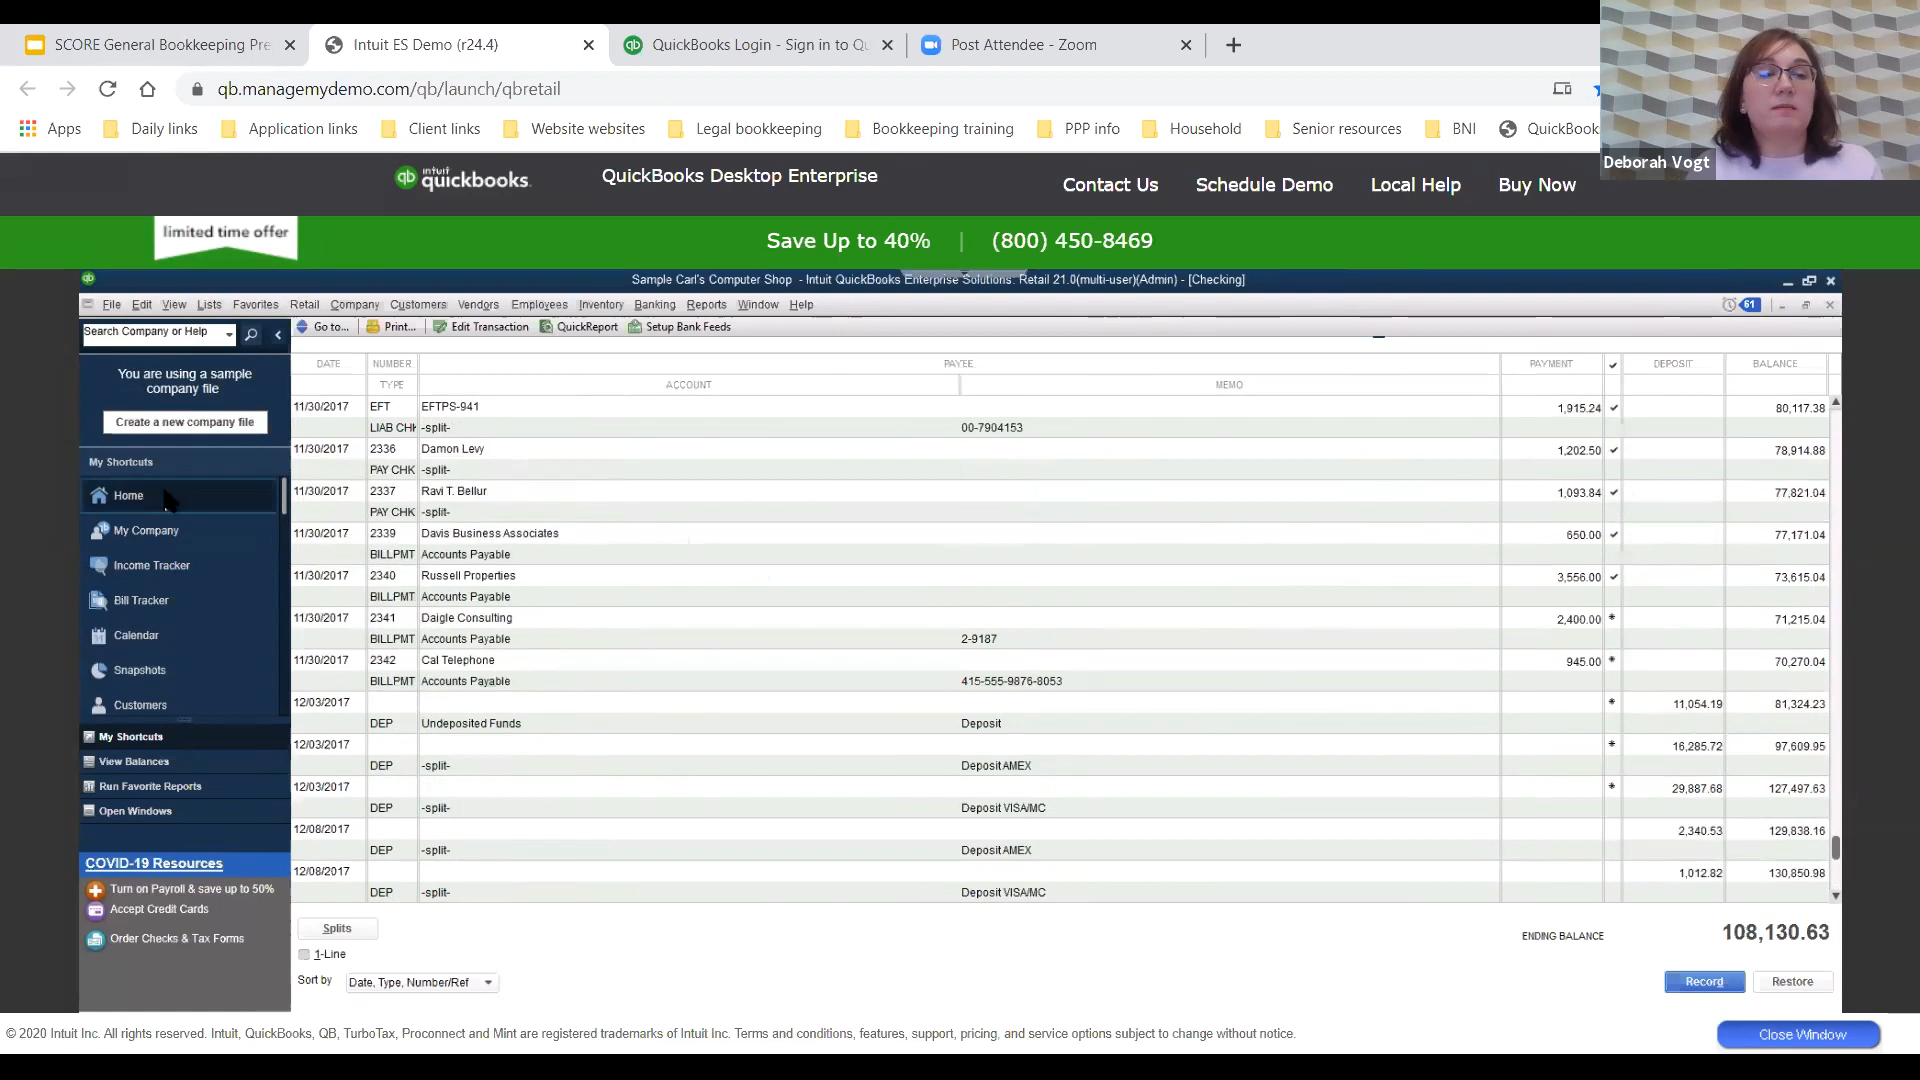 SCORE General Bookkeeping Pre
Intuit ES Demo (r24.4)
QuickBooks Login - Sign in to Qu
Post Attendee - Zoom
qb.managemydemo.com/qb/launch/qbretail
Apps Daily links Application links Client links Website websites Legal bookkeeping Bookkeeping training PPP info Household Senior resources BNI QuickBook
Deborah Vogt
intuit quickbooks. QuickBooks Desktop Enterprise Contact Us Schedule Demo Local Help Buy Now
limited time offer Save Up to 40% | (800) 450-8469
Sample Carl's Computer Shop - Intuit QuickBooks Enterprise Solutions: Retail 21.0(multi-user)(Admin) - [Checking]
File Edit View Lists Favorites Retail Company Customers Vendors Employees Inventory Banking Reports Window Help 61
Search Company or Help
Go to... Print... Edit Transaction QuickReport Setup Bank Feeds
You are using a sample
company file
Create a new company file
My Shortcuts
Home
My Company
Income Tracker
Bill Tracker
Calendar
Snapshots
Customers
My Shortcuts
View Balances
Run Favorite Reports
Open Windows
COVID-19 Resources
Turn on Payroll & save up to 50%
Accept Credit Cards
Order Checks & Tax Forms
DATE NUMBER PAYEE PAYMENT ✓ DEPOSIT BALANCE
TYPE ACCOUNT MEMO
11/30/2017 EFT EFTPS-941 1,915.24 ✓ 80,117.38
LIAB CHK -split- 00-7904153
11/30/2017 2336 Damon Levy 1,202.50 ✓ 78,914.88
PAY CHK -split-
11/30/2017 2337 Ravi T. Bellur 1,093.84 ✓ 77,821.04
PAY CHK -split-
11/30/2017 2339 Davis Business Associates 650.00 ✓ 77,171.04
BILLPMT Accounts Payable
11/30/2017 2340 Russell Properties 3,556.00 ✓ 73,615.04
BILLPMT Accounts Payable
11/30/2017 2341 Daigle Consulting 2,400.00 * 71,215.04
BILLPMT Accounts Payable 2-9187
11/30/2017 2342 Cal Telephone 945.00 * 70,270.04
BILLPMT Accounts Payable 415-555-9876-8053
12/03/2017 * 11,054.19 81,324.23
DEP Undeposited Funds Deposit
12/03/2017 * 16,285.72 97,609.95
DEP -split- Deposit AMEX
12/03/2017 * 29,887.68 127,497.63
DEP -split- Deposit VISA/MC
12/08/2017 2,340.53 129,838.16
DEP -split- Deposit AMEX
12/08/2017 1,012.82 130,850.98
DEP -split- Deposit VISA/MC
Splits
ENDING BALANCE 108,130.63
1-Line
Sort by Date, Type, Number/Ref
Record Restore
© 2020 Intuit Inc. All rights reserved. Intuit, QuickBooks, QB, TurboTax, Proconnect and Mint are registered trademarks of Intuit Inc. Terms and conditions, features, support, pricing, and service options subject to change without notice.
Close Window